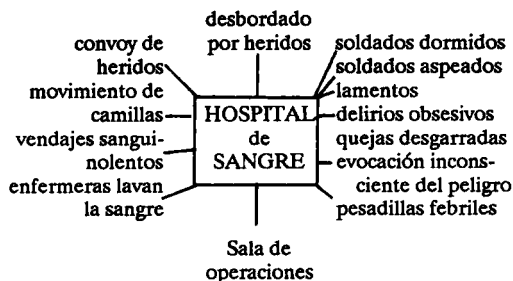 desbordado
por heridos
convoy de
heridos
movimiento de
camillas
vendajes sangui-
nolentos
enfermeras lavan
la sangre
HOSPITAL
de
SANGRE
soldados dormidos
soldados aspeados
lamentos
delirios obsesivos
quejas desgarradas
evocación incons-
ciente del peligro
pesadillas febriles
Sala de
operaciones